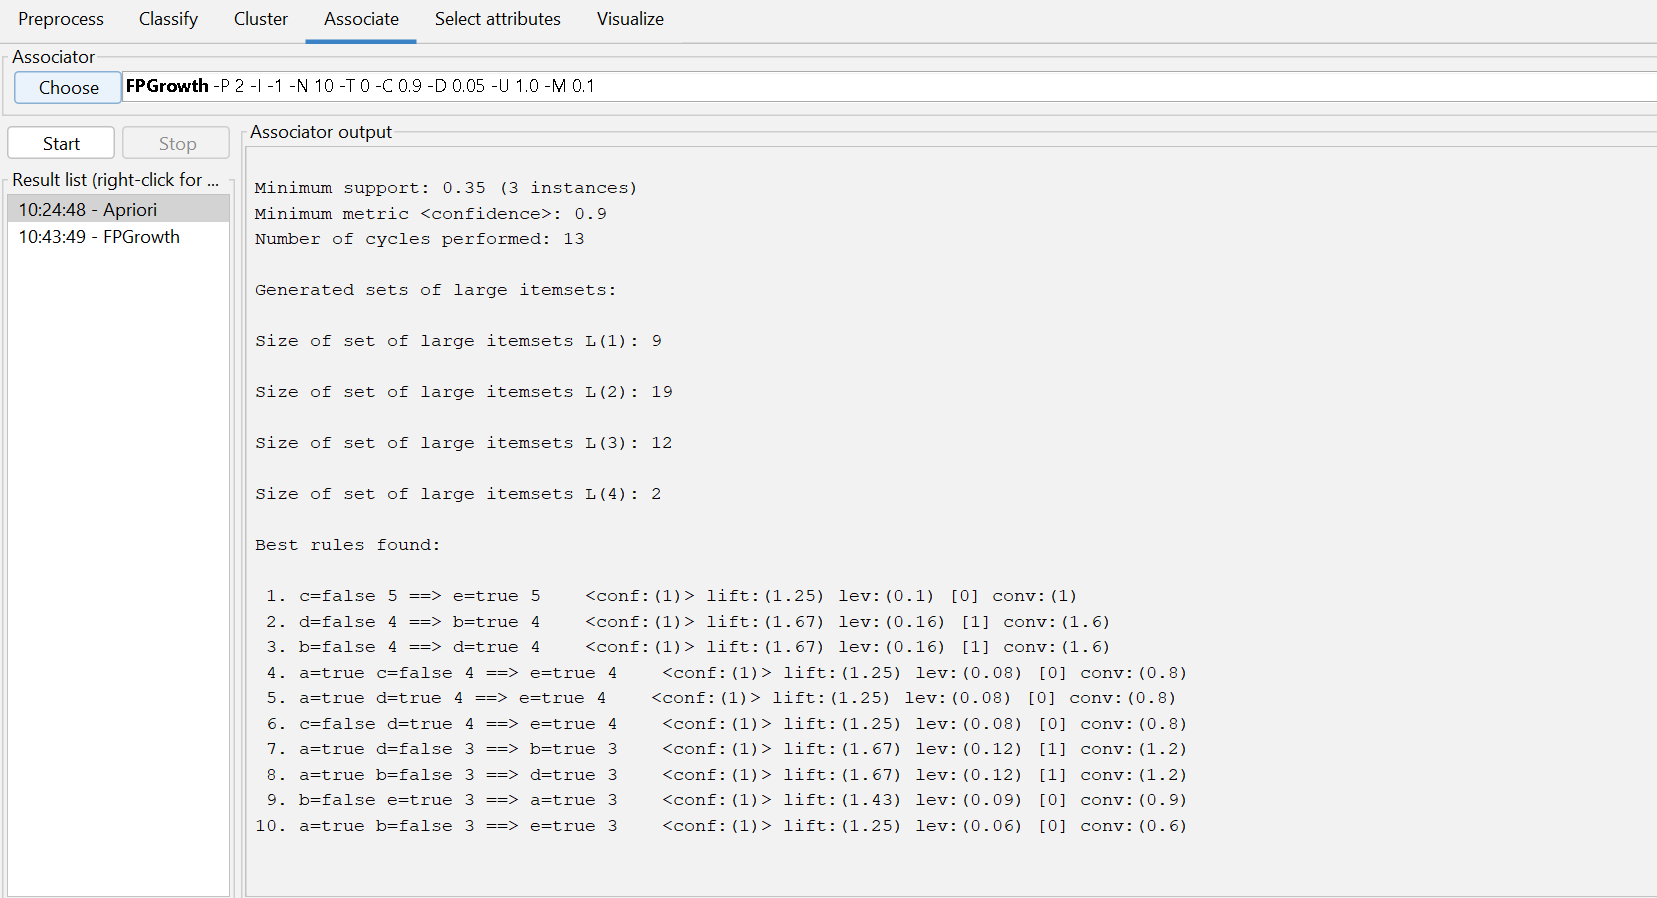 Preprocess Classify Cluster Associate Select attributes Visualize
Associator
Choose FPGrowth -P 2 -I -1 -N 10 -T 0 -C 0.9 -D 0.05 -U 1.0 -M 0.1
Start Stop
Result list (right-click for ...
10:24:48 - Apriori
10:43:49 - FPGrowth
Associator output
Minimum support: 0.35 (3 instances)
Minimum metric <confidence>: 0.9
Number of cycles performed: 13
Generated sets of large itemsets:
Size of set of large itemsets L(1): 9
Size of set of large itemsets L(2): 19
Size of set of large itemsets L(3): 12
Size of set of large itemsets L(4): 2
Best rules found:
1. c=false 5 ==> e=true 5    <conf:(1)> lift:(1.25) lev:(0.1) [0] conv:(1)
2. d=false 4 ==> b=true 4    <conf:(1)> lift:(1.67) lev:(0.16) [1] conv:(1.6)
3. b=false 4 ==> d=true 4    <conf:(1)> lift:(1.67) lev:(0.16) [1] conv:(1.6)
4. a=true c=false 4 ==> e=true 4    <conf:(1)> lift:(1.25) lev:(0.08) [0] conv:(0.8)
5. a=true d=true 4 ==> e=true 4    <conf:(1)> lift:(1.25) lev:(0.08) [0] conv:(0.8)
6. c=false d=true 4 ==> e=true 4    <conf:(1)> lift:(1.25) lev:(0.08) [0] conv:(0.8)
7. a=true d=false 3 ==> b=true 3    <conf:(1)> lift:(1.67) lev:(0.12) [1] conv:(1.2)
8. a=true b=false 3 ==> d=true 3    <conf:(1)> lift:(1.67) lev:(0.12) [1] conv:(1.2)
9. b=false e=true 3 ==> a=true 3    <conf:(1)> lift:(1.43) lev:(0.09) [0] conv:(0.9)
10. a=true b=false 3 ==> e=true 3    <conf:(1)> lift:(1.25) lev:(0.06) [0] conv:(0.6)